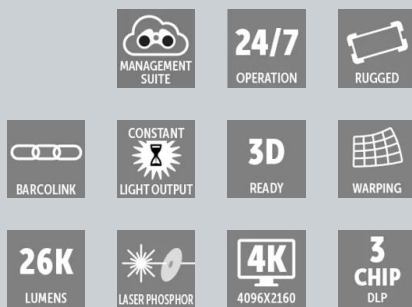 MANAGEMENT
SUITE
24/7
OPERATION
RUGGED
BARCOLINK
CONSTANT
LIGHT OUTPUT
3D
READY
WARPING
26K
LUMENS
LASER PHOSPHOR
4K
4096X2160
3
CHIP
DLP